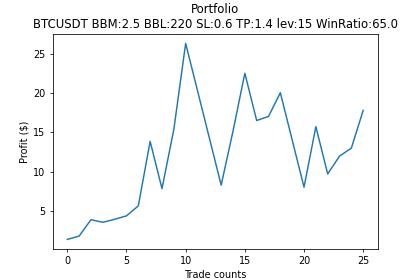 Portfolio
BTCUSDT BBM:2.5 BBL:220 SL:0.6 TP:1.4 lev:15 WinRatio:65.0
25
20
15
10
5
Profit ($)
0 5 10 15 20 25
Trade counts